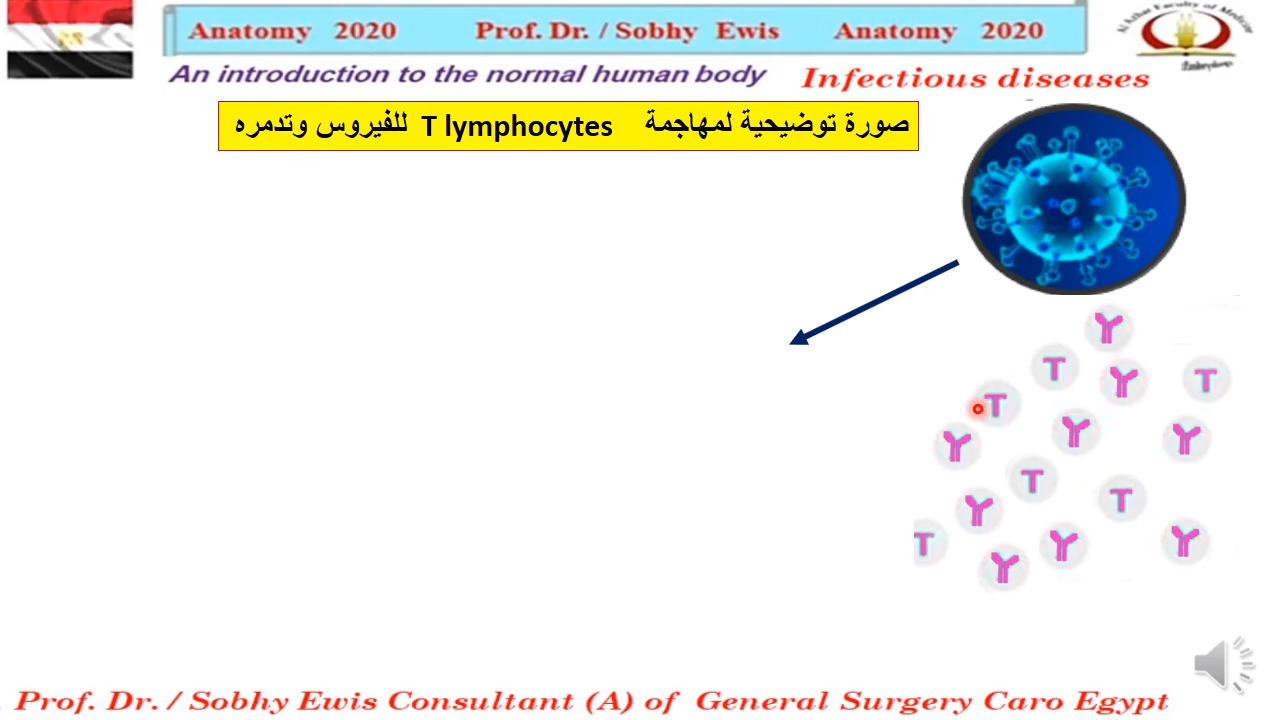 Anatomy 2020 Prof. Dr. / Sobhy Ewis Anatomy 2020
An introduction to the normal human body Infectious diseases
صورة توضيحية لمهاجمة T lymphocytes للفيروس وتدمره
Y
T
Y
T
T
Y
Y
Y
T
T
Y
T
Y
Y
Y
Prof. Dr. / Sobhy Ewis Consultant (A) of General Surgery Caro Egypt